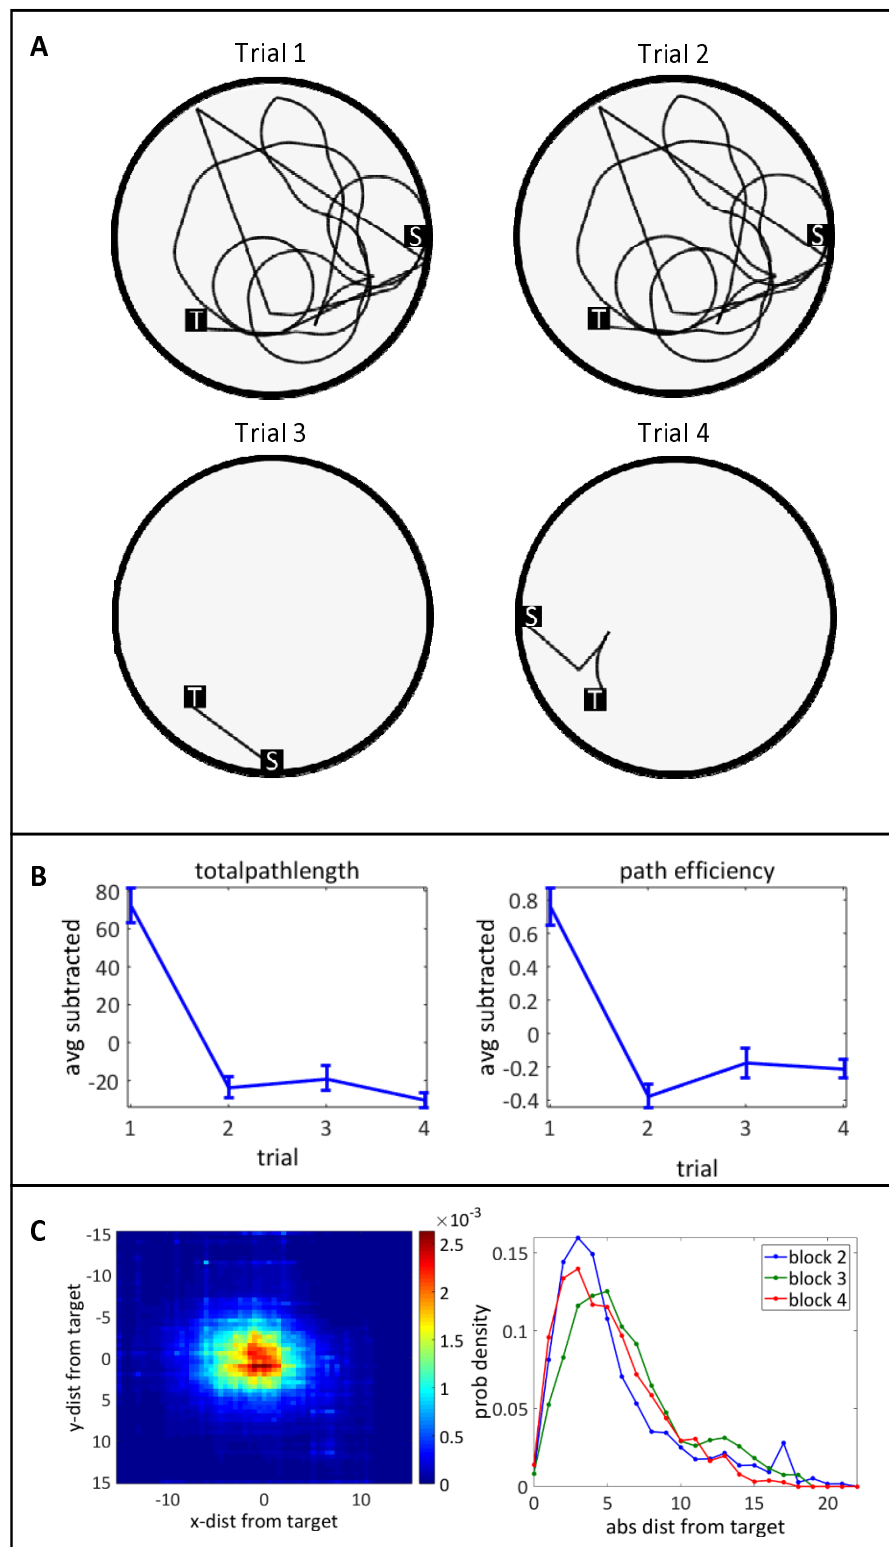 A
Trial 1
Trial 2
S
T
S
T
Trial 3
Trial 4
T
S
S
T
B
totalpathlength
path efficiency
avg subtracted
80
60
40
20
0
-20
1 2 3 4
trial
avg subtracted
0.8
0.6
0.4
0.2
0
-0.2
-0.4
1 2 3 4
trial
C
y-dist from target
-15
-10
-5
0
5
10
15
-10 0 10
x-dist from target
×10-3
2.5
2
1.5
1
0.5
0
prob density
0.15
0.1
0.05
0
0 5 10 15 20
abs dist from target
block 2
block 3
block 4